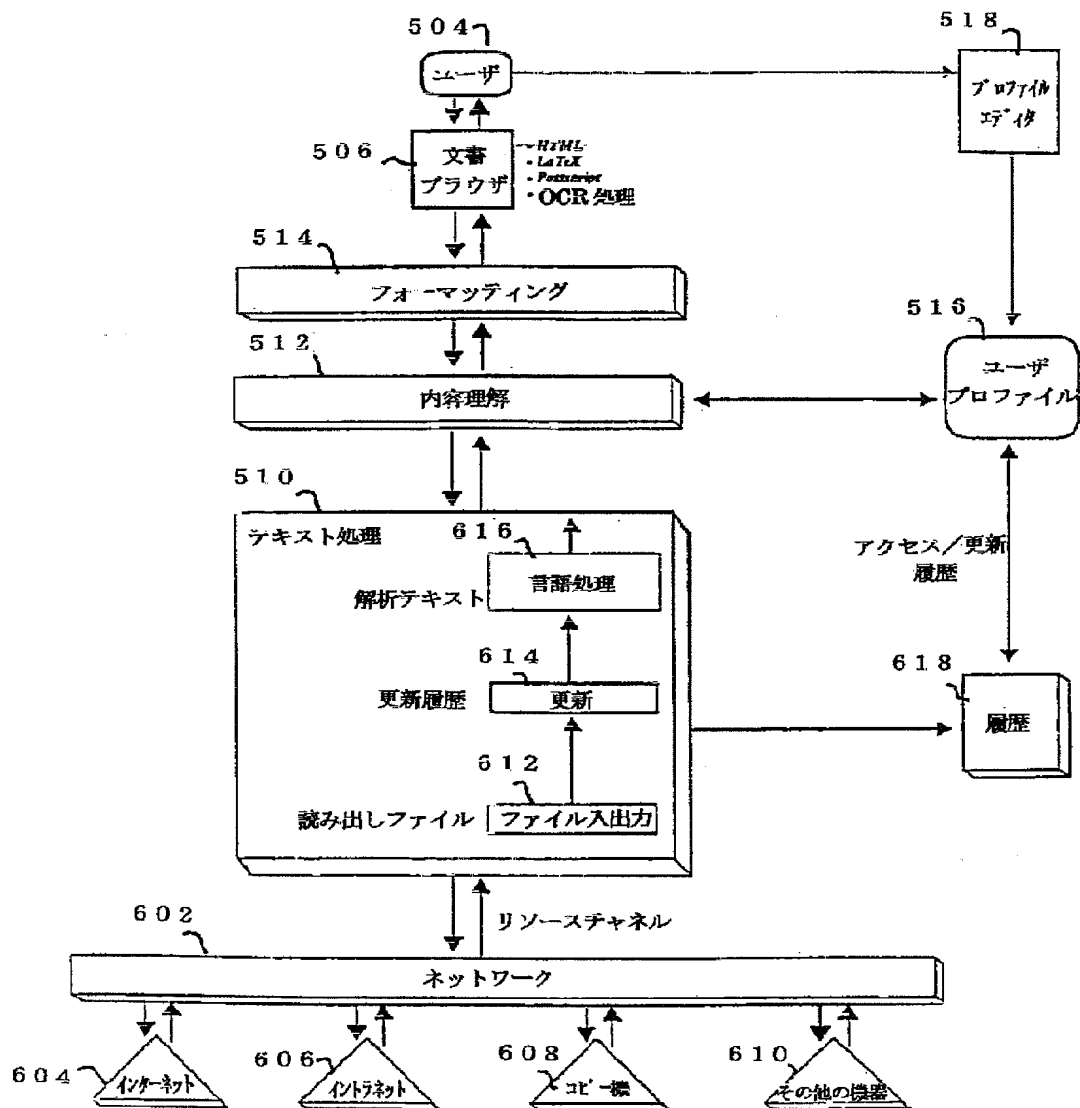 ５０４
５１８
ユーザ
プロファイル
エディタ
５０６
文書
ブラウザ
・HTML
・LaTeX
・Postscript
・OCR 処理
５１４
フォーマッティング
５１２
内容理解
５１６
ユーザ
プロファイル
５１０
テキスト処理
６１６
言語処理
解析テキスト
アクセス／更新
履歴
６１４
更新履歴
更新
６１８
履歴
６１２
読み出しファイル
ファイル入出力
リソースチャネル
６０２
ネットワーク
６０４
インターネット
６０６
イントラネット
６０８
コピー機
６１０
その他の機器